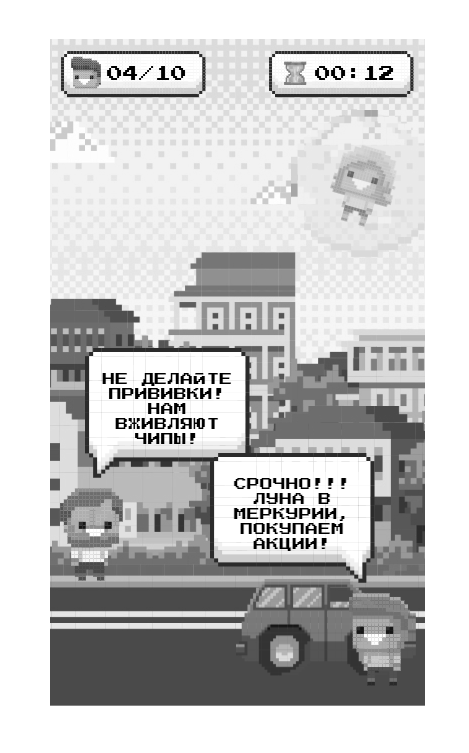 04/10
00:12
НЕ ДЕЛАЙТЕ
ПРИВИВКИ!
НАМ
ВЖИВЛЯЮТ
ЧИПЫ!
СРОЧНО!!!
ЛУНА В
МЕРКУРИИ,
ПОКУПАЕМ
АКЦИИ!